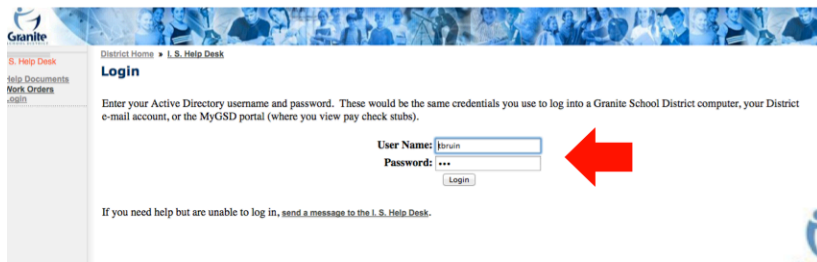 Granite
SCHOOL DISTRICT
S. Help Desk
Help Documents
Work Orders
Login
District Home ▸ I. S. Help Desk
Login
Enter your Active Directory username and password. These would be the same credentials you use to log into a Granite School District computer, your District
e-mail account, or the MyGSD portal (where you view pay check stubs).
User Name: tbruin
Password: •••
Login
If you need help but are unable to log in, send a message to the I. S. Help Desk.